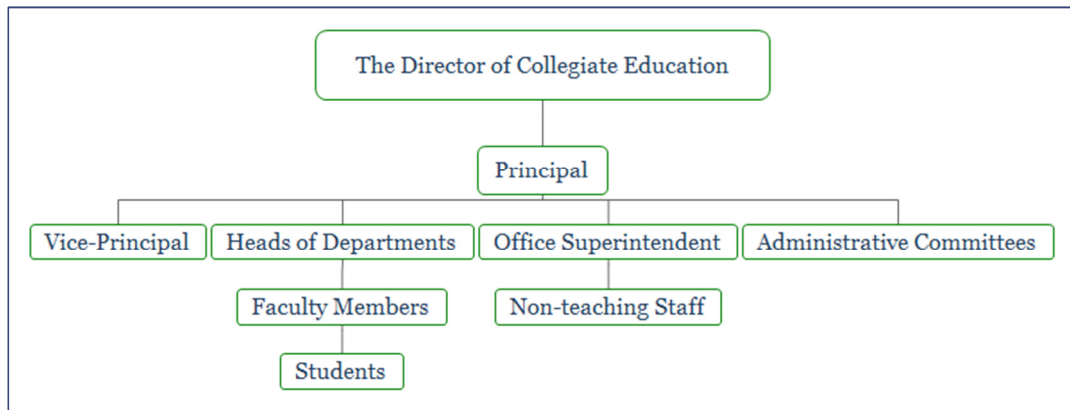 The Director of Collegiate Education
Principal
Vice-Principal
Heads of Departments
Office Superintendent
Administrative Committees
Faculty Members
Non-teaching Staff
Students